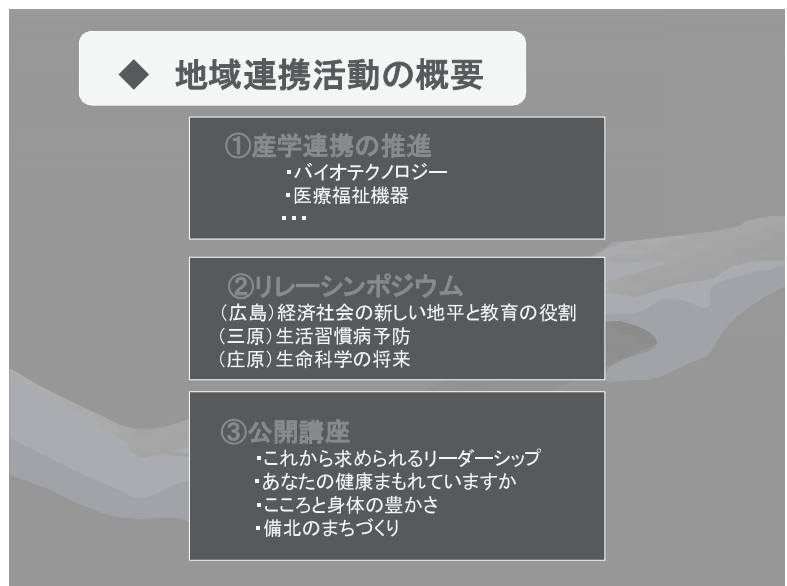 ◆ 地域連携活動の概要
①産学連携の推進
・バイオテクノロジー
・医療福祉機器
・・・
②リレーシンポジウム
（広島）経済社会の新しい地平と教育の役割
（三原）生活習慣病予防
（庄原）生命科学の将来
③公開講座
・これから求められるリーダーシップ
・あなたの健康まもれていますか
・こころと身体の豊かさ
・備北のまちづくり